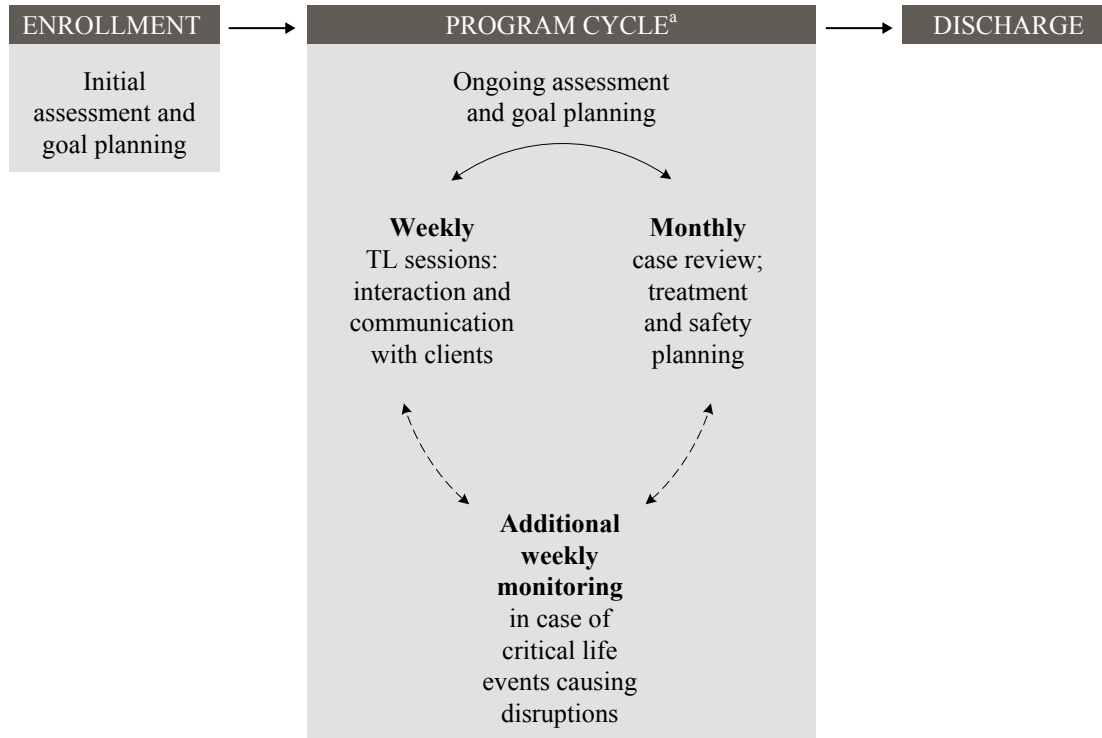 ENROLLMENT
Initial
assessment and
goal planning
PROGRAM CYCLEᵃ
Ongoing assessment
and goal planning
Weekly
TL sessions:
interaction and
communication
with clients
Monthly
case review;
treatment
and safety
planning
Additional
weekly
monitoring
in case of
critical life
events causing
disruptions
DISCHARGE